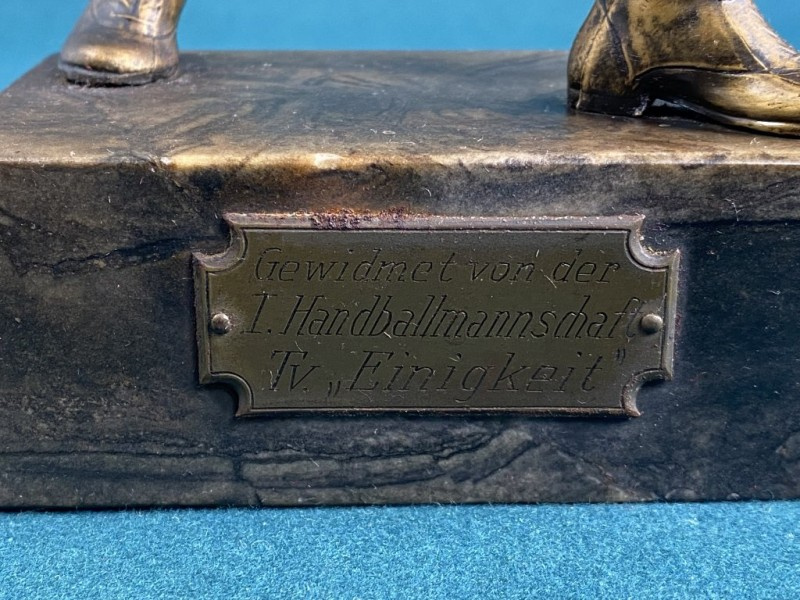 Gewidmet von der
I. Handballmannschaft
Tv. „Einigkeit”